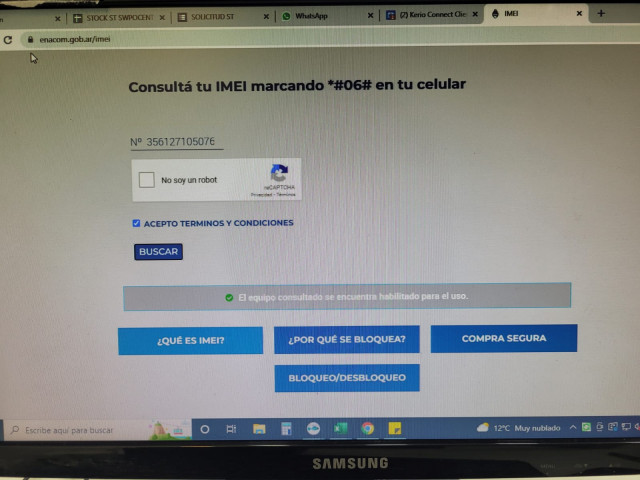 STOCK ST SWPOCENT
SOLICITUD ST
WhatsApp
(7) Kerio Connect Clie
IMEI
enacom.gob.ar/imei
Consultá tu IMEI marcando *#06# en tu celular
Nº 356127105076
No soy un robot
reCAPTCHA
Privacidad - Términos
ACEPTO TERMINOS Y CONDICIONES
BUSCAR
El equipo consultado se encuentra habilitado para el uso.
¿QUÉ ES IMEI?
¿POR QUÉ SE BLOQUEA?
COMPRA SEGURA
BLOQUEO/DESBLOQUEO
Escribe aquí para buscar
12°C Muy nublado
SAMSUNG